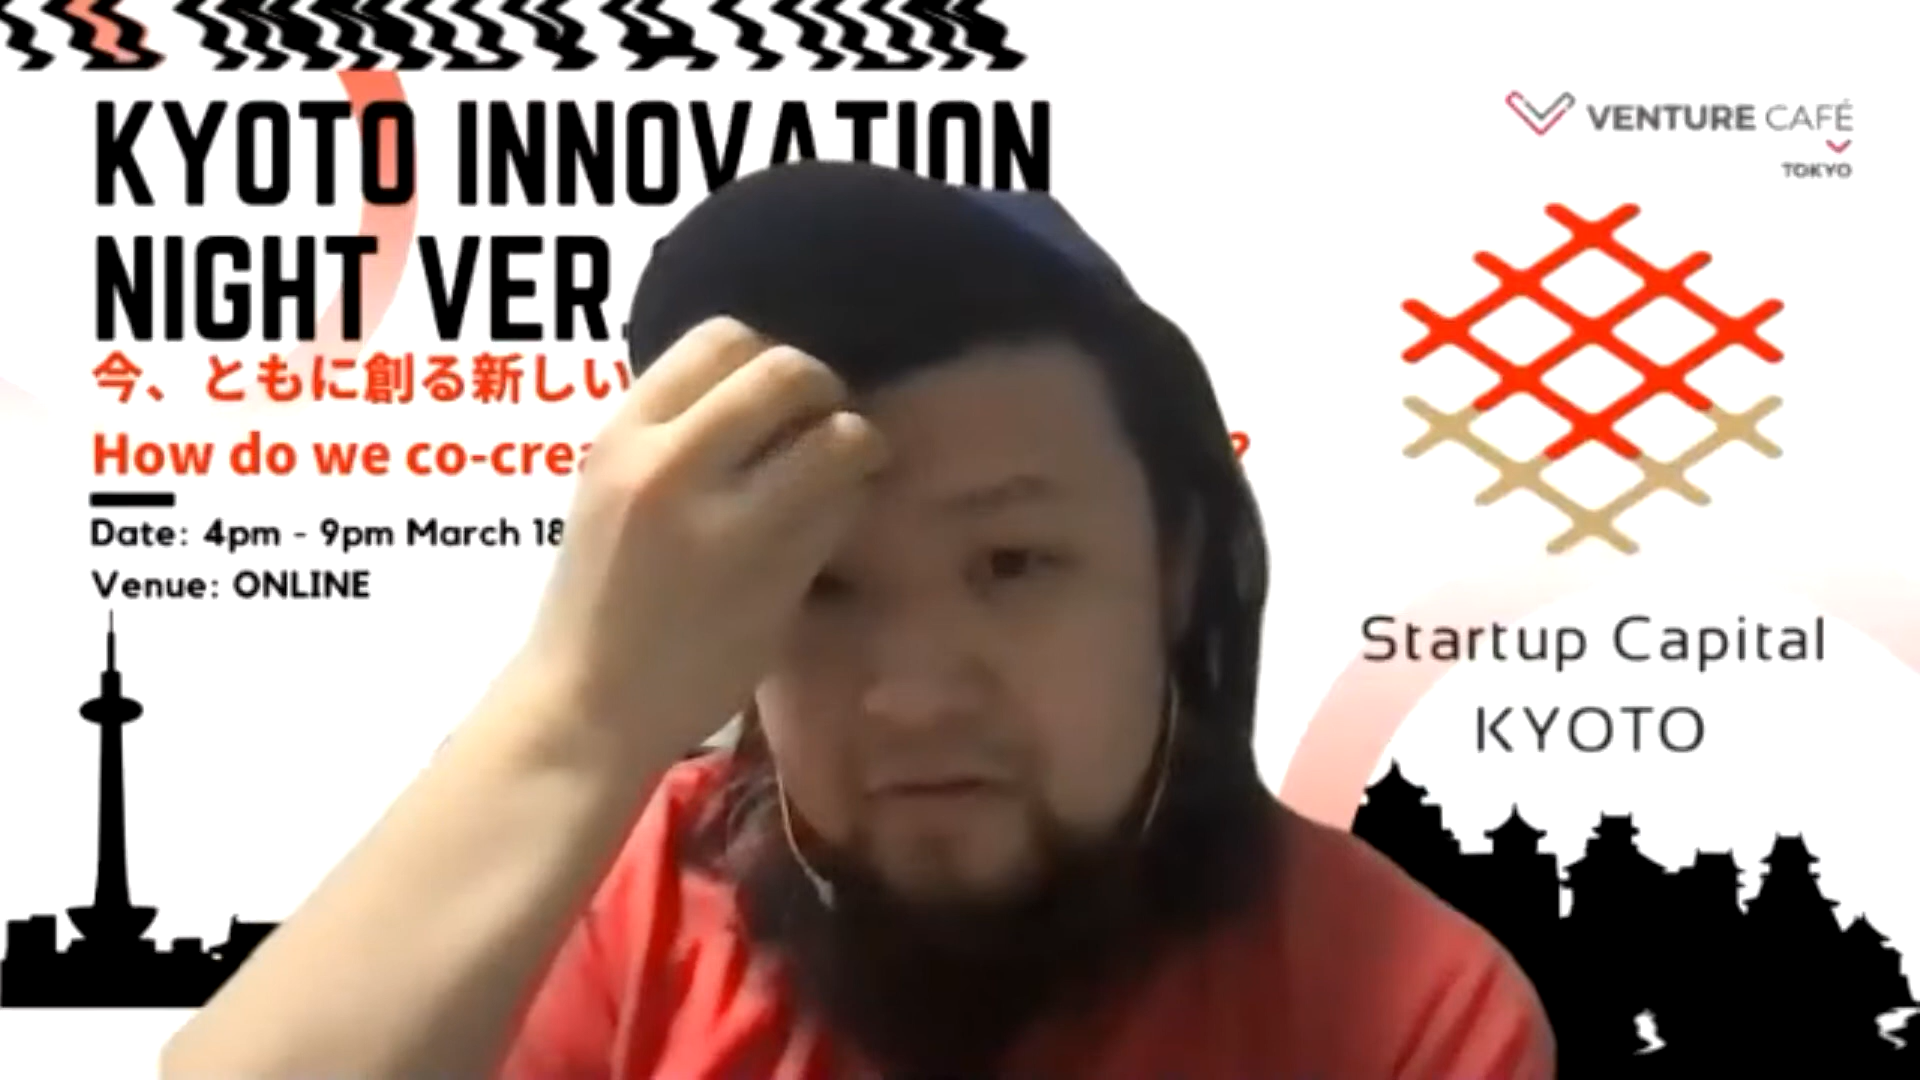 KYOTO INNOVATION
NIGHT VER.
今、ともに創る新しい
How do we co-crea ?
Date: 4pm - 9pm March 18
Venue: ONLINE
VENTURE CAFÉ
TOKYO
Startup Capital
KYOTO